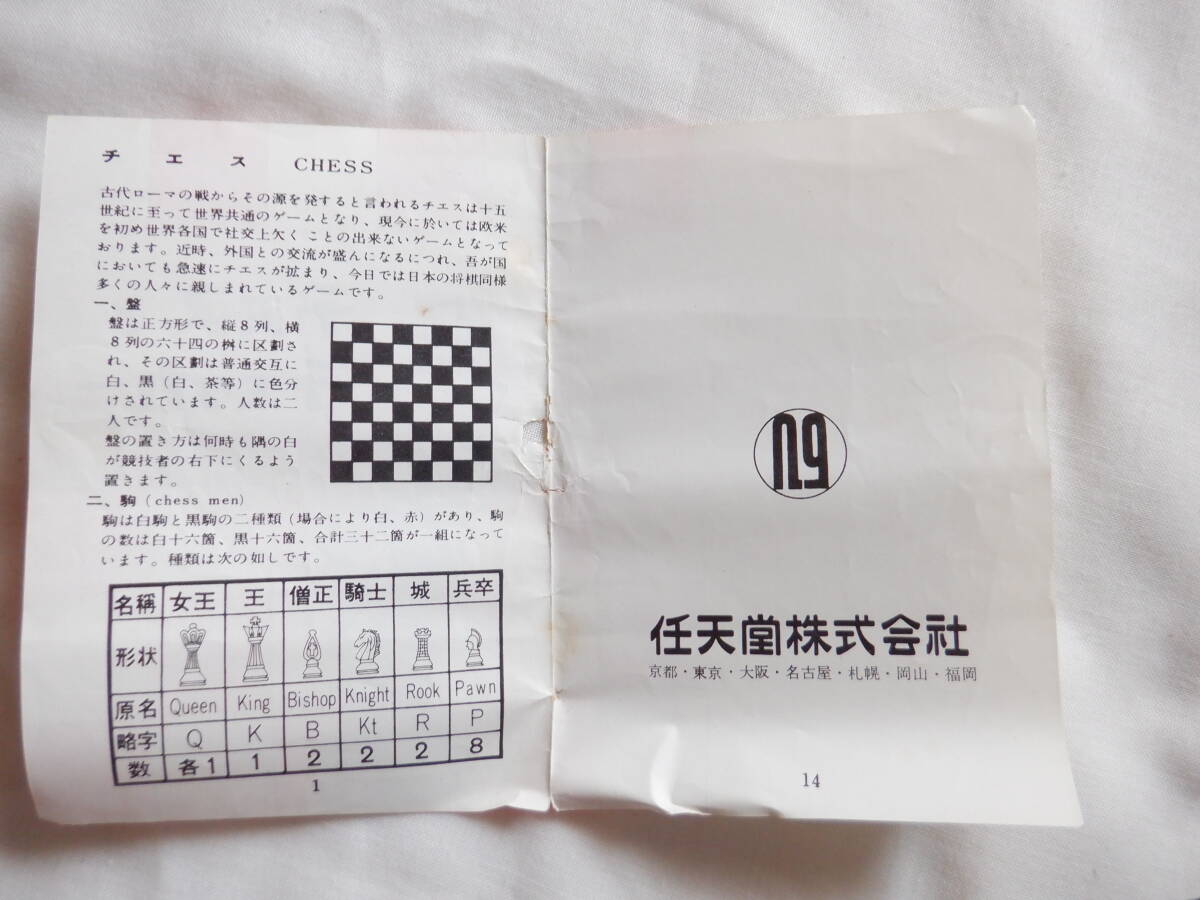 チェス CHESS
古代ローマの戦からその源を発すると言われるチェスは十五
世紀に至って世界共通のゲームとなり、現今に於いては欧米
を初め世界各国で社交上欠くことの出来ないゲームとなって
おります。近時、外国との交流が盛んになるにつれ、吾が国
においても急速にチエスが拡まり、今日では日本の将棋同様
多くの人々に親しまれているゲームです。
一、盤
盤は正方形で、縦8列、横
8列の六十四の桝に区劃さ
れ、その区劃は普通交互に
白、黒(白、茶等)に色分
けされています。人数は二
人です。
盤の置き方は何時も隅の白
が競技者の右下にくるよう
置きます。
二、駒(chess men)
駒は白駒と黒駒の二種類(場合により白、赤)があり、駒
の数は白十六箇、黒十六箇、合計三十二箇が一組になって
います。種類は次の如しです。
名稱 女王 王 僧正 騎士 城 兵卒
形状
原名 Queen King Bishop Knight Rook Pawn
略字 Q K B Kt R P
数 各1 1 2 2 2 8
1
任天堂株式会社
京都・東京・大阪・名古屋・札幌・岡山・福岡
14